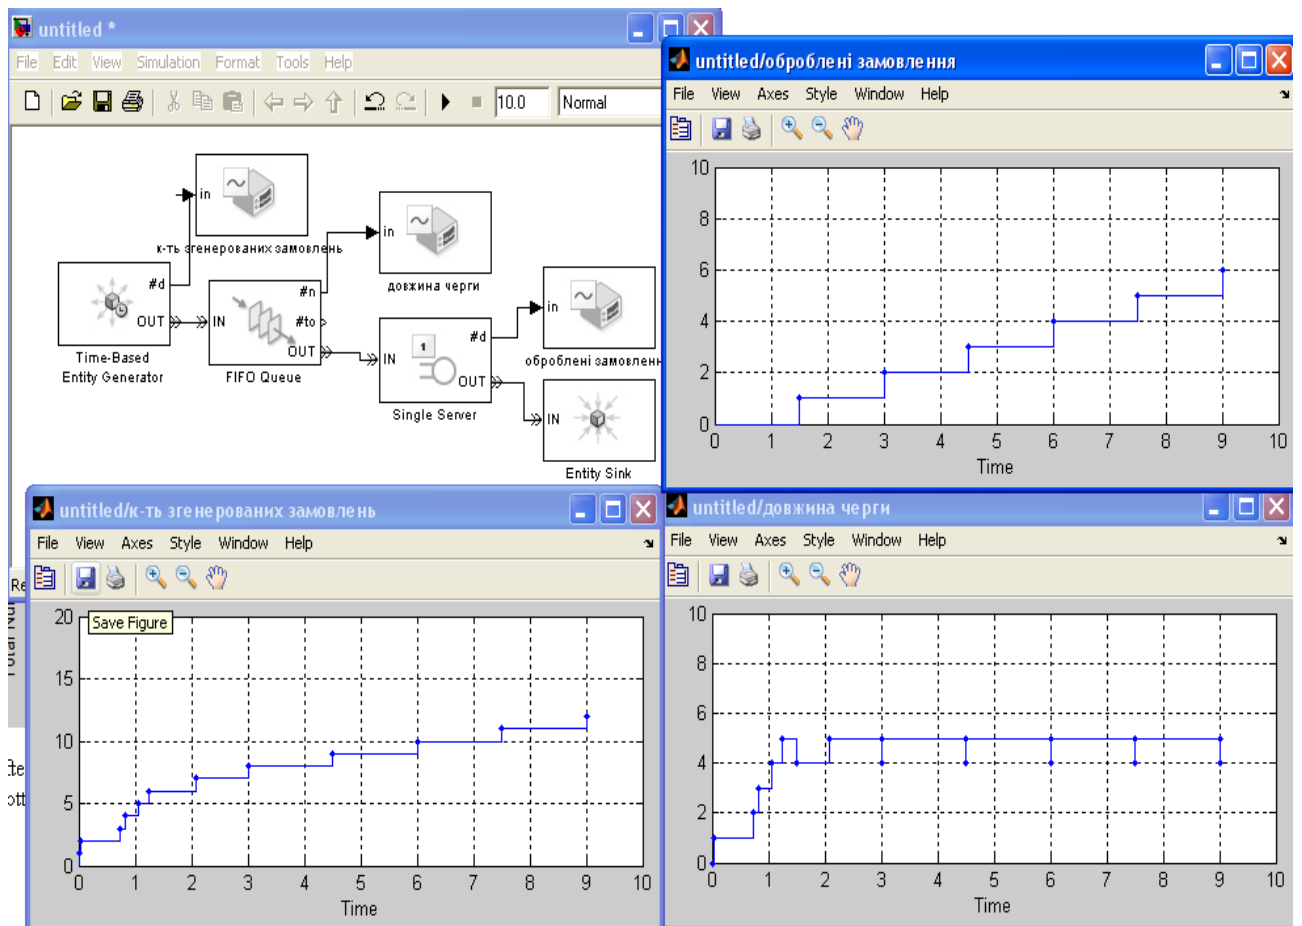 untitled *
File Edit View Simulation Format Tools Help
10.0 Normal
in
к-ть згенерованих замовлень
in
довжина черги
in
оброблені замовлення
#d
OUT
Time-Based
Entity Generator
IN
#n
#to
OUT
FIFO Queue
IN
1
#d
OUT
Single Server
IN
Entity Sink
Re
untitled/оброблені замовлення
File View Axes Style Window Help
10
8
6
4
2
0
0 1 2 3 4 5 6 7 8 9 10
Time
untitled/к-ть згенерованих замовлень
File View Axes Style Window Help
Save Figure
20
15
10
5
0
0 1 2 3 4 5 6 7 8 9 10
Time
untitled/довжина черги
File View Axes Style Window Help
10
8
6
4
2
0
0 1 2 3 4 5 6 7 8 9 10
Time